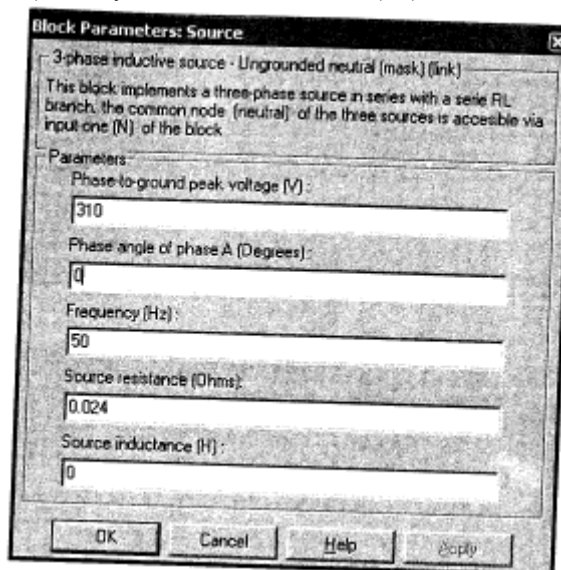 Block Parameters: Source
3-phase inductive source - Ungrounded neutral (mask) (link)
This block implements a three-phase source in series with a serie RL
branch. the common node (neutral) of the three sources is accesible via
input one (N) of the block
Parameters
Phase-to-ground peak voltage (V) :
310
Phase angle of phase A (Degrees) :
0
Frequency (Hz) :
50
Source resistance (Ohms):
0.024
Source inductance (H) :
0
OK Cancel Help Apply